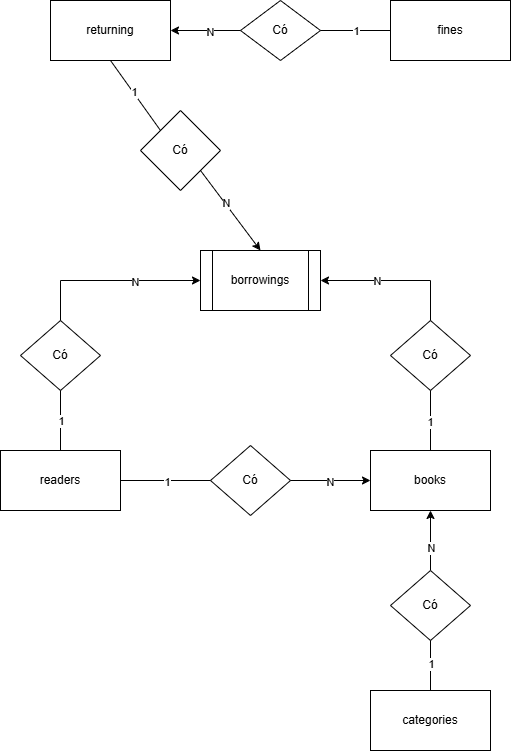 returning
N
Có
1
fines
1
Có
N
borrowings
N
N
Có
Có
1
1
readers
1
Có
N
books
N
Có
1
categories